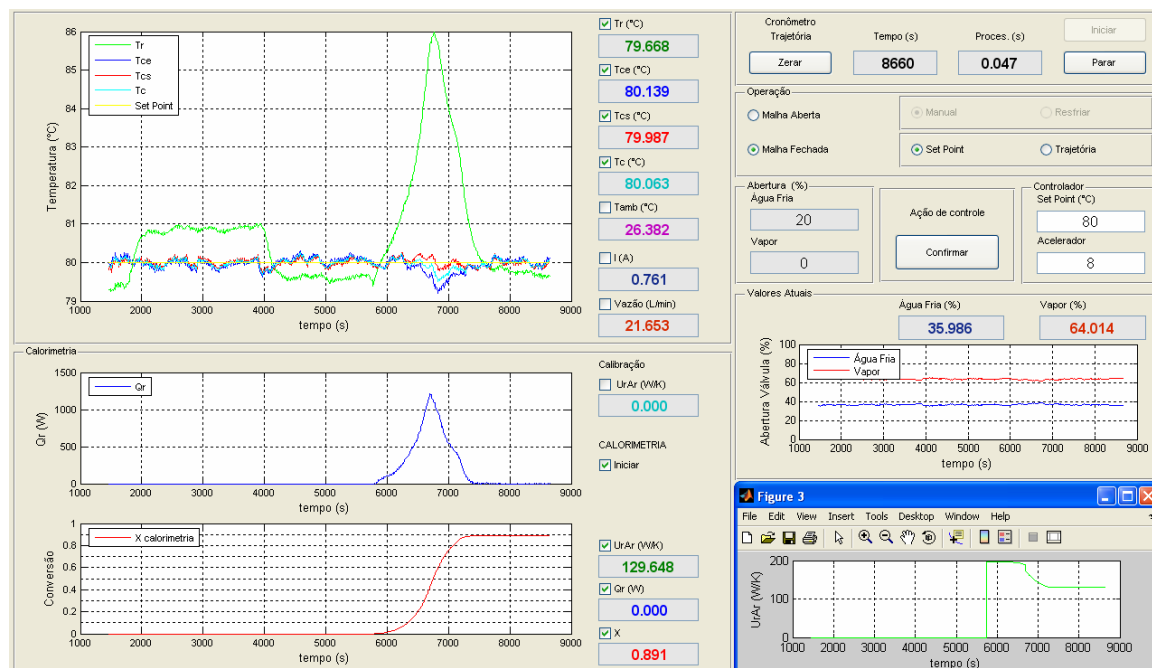 86
85
84
83
82
81
80
79
Temperatura (°C)
1000 2000 3000 4000 5000 6000 7000 8000 9000
tempo (s)
Tr
Tce
Tcs
Tc
Set Point
Tr (°C)
79.668
Tce (°C)
80.139
Tcs (°C)
79.987
Tc (°C)
80.063
Tamb (°C)
26.382
I (A)
0.761
Vazão (L/min)
21.653
Cronômetro
Trajetória
Zerar
Tempo (s)
8660
Proces. (s)
0.047
Iniciar
Parar
Operação
Malha Aberta
Manual
Resfriar
Malha Fechada
Set Point
Trajetória
Abertura (%)
Água Fria
20
Vapor
0
Ação de controle
Confirmar
Controlador
Set Point (°C)
80
Acelerador
8
Valores Atuais
Água Fria (%)
35.986
Vapor (%)
64.014
Abertura Válvula (%)
100
80
60
40
20
0
Água Fria
Vapor
1000 2000 3000 4000 5000 6000 7000 8000 9000
tempo (s)
Calorimetria
1500
1000
500
0
Qr (W)
Qr
1000 2000 3000 4000 5000 6000 7000 8000 9000
tempo (s)
Calibração
UrAr (W/K)
0.000
CALORIMETRIA
Iniciar
1
0.8
0.6
0.4
0.2
0
Conversão
X calorimetria
1000 2000 3000 4000 5000 6000 7000 8000 9000
tempo (s)
UrAr (W/K)
129.648
Qr (W)
0.000
X
0.891
Figure 3
File Edit View Insert Tools Desktop Window Help
200
100
0
UrAr (W/K)
1000 2000 3000 4000 5000 6000 7000 8000 9000
tempo (s)